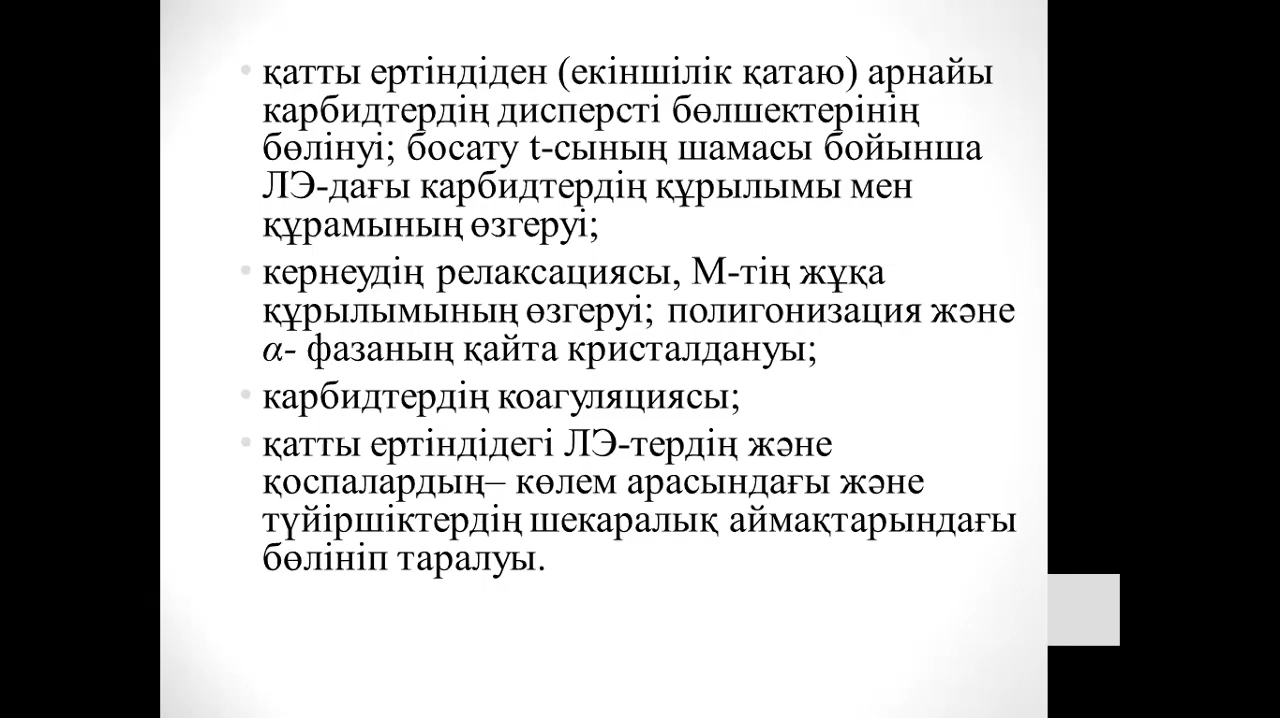 • қатты ертіндіден (екіншілік қатаю) арнайы
карбидтердің дисперсті бөлшектерінің
бөлінуі; босату t-сының шамасы бойынша
ЛЭ-дағы карбидтердің құрылымы мен
құрамының өзгеруі;
• кернеудің релаксациясы, М-тің жұқа
құрылымының өзгеруі; полигонизация және
α- фазаның қайта кристалдануы;
• карбидтердің коагуляциясы;
• қатты ертіндідегі ЛЭ-тердің және
қоспалардың– көлем арасындағы және
түйіршіктердің шекаралық аймақтарындағы
бөлініп таралуы.